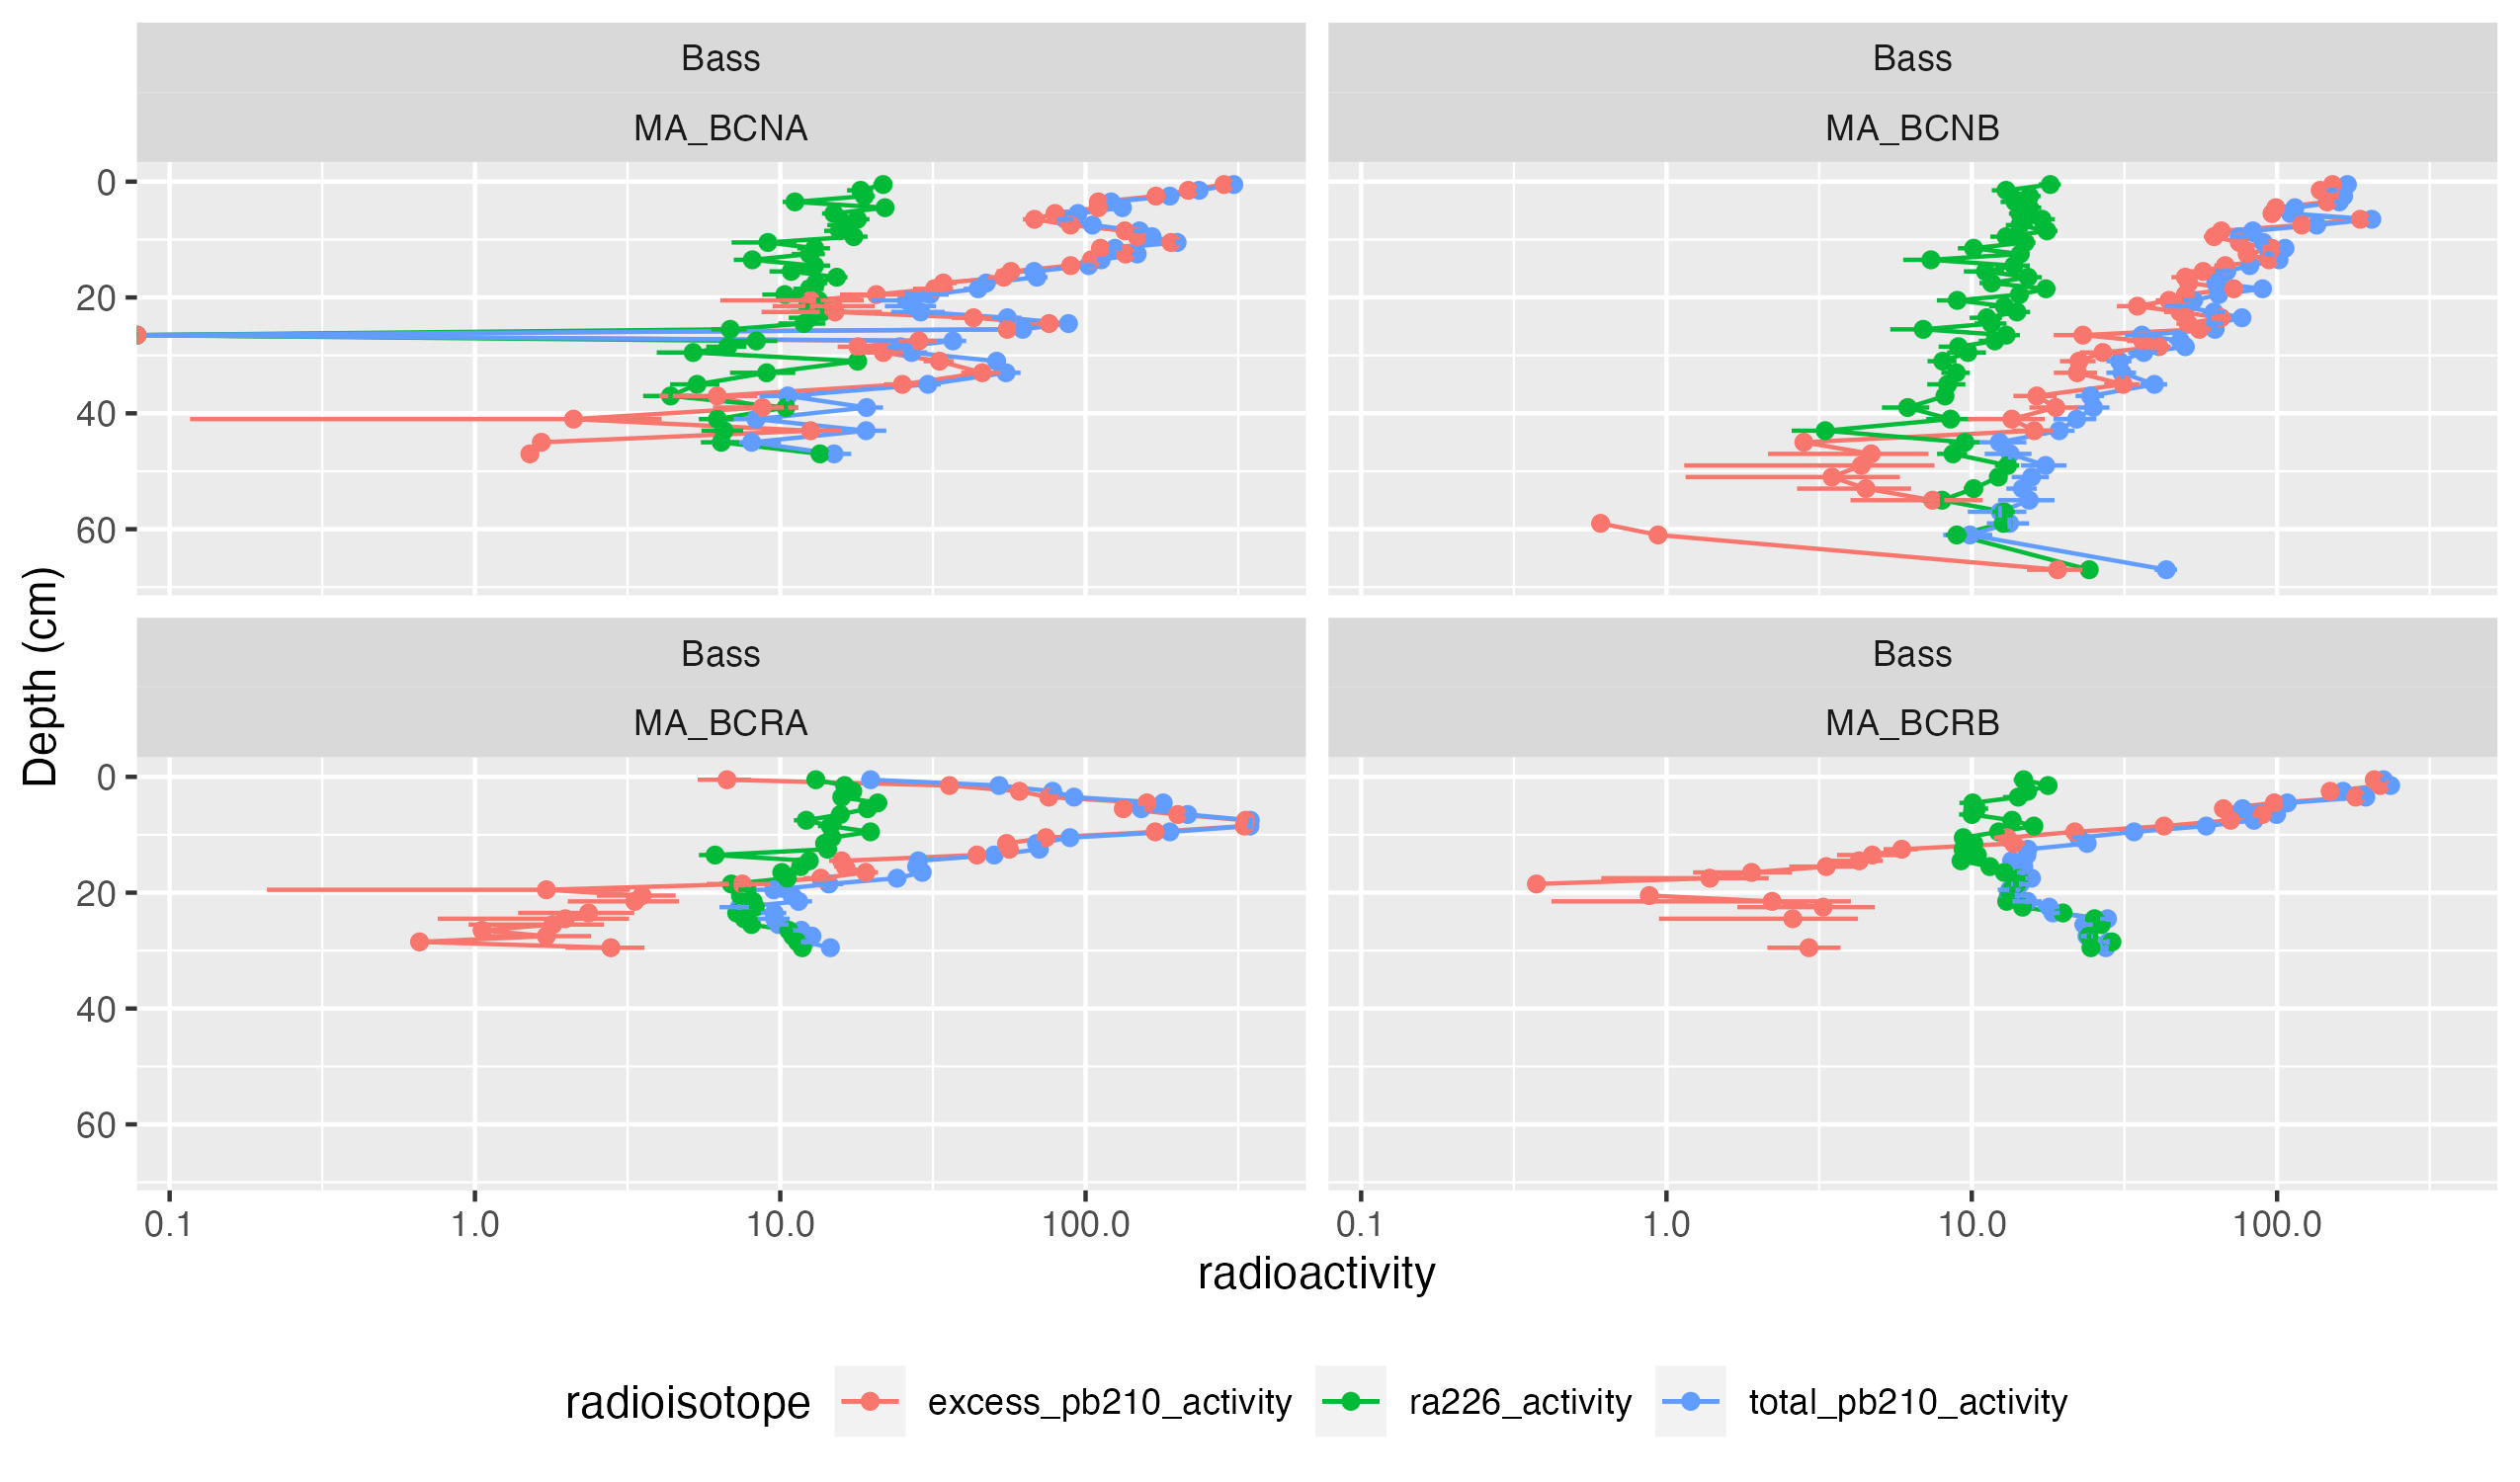 Bass
Bass
MA_BCNA
MA_BCNB
0
20
40
60
Bass
Bass
MA_BCRA
MA_BCRB
0
20
40
60
Depth (cm)
0.1 1.0 10.0 100.0
0.1 1.0 10.0 100.0
radioactivity
radioisotope excess_pb210_activity ra226_activity total_pb210_activity